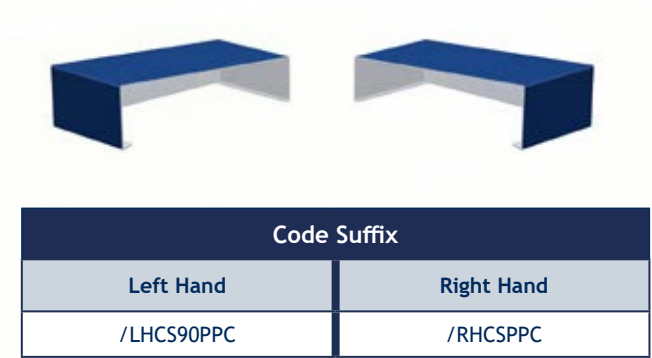 Code Suffix
Left Hand Right Hand
/LHCS90PPC /RHCSPPC